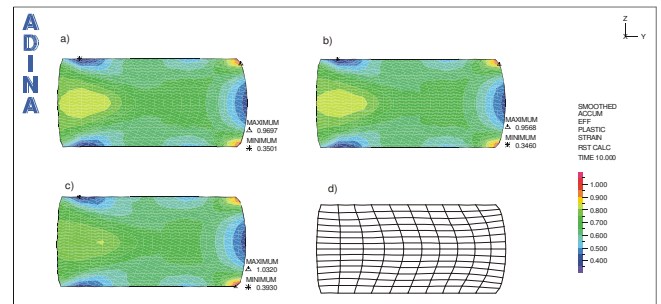 ADINA
a)
MAXIMUM
0.9697
MINIMUM
0.3501
b)
MAXIMUM
0.9568
MINIMUM
0.3460
c)
MAXIMUM
1.0320
MINIMUM
0.3930
d)
Z
X Y
SMOOTHED
ACCUM
EFF
PLASTIC
STRAIN
RST CALC
TIME 10.000
1.000
0.900
0.800
0.700
0.600
0.500
0.400